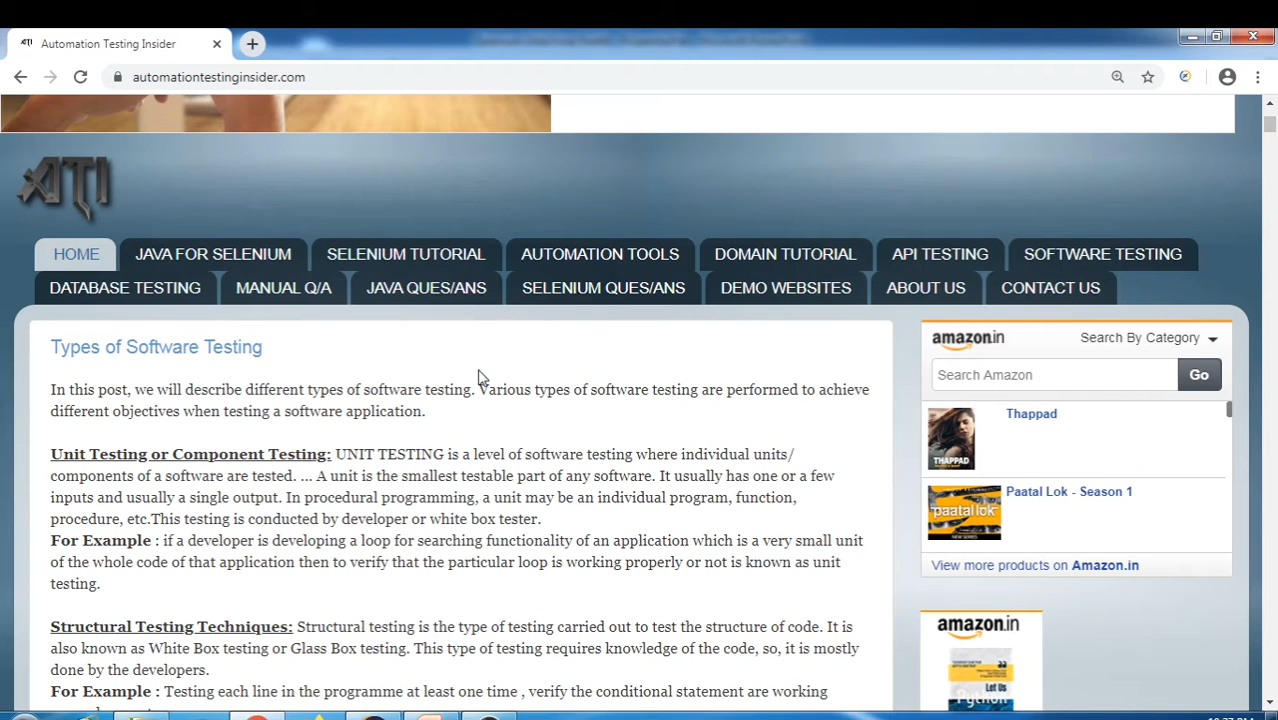 Automation Testing Insider
automationtestinginsider.com
ATI
HOME JAVA FOR SELENIUM SELENIUM TUTORIAL AUTOMATION TOOLS DOMAIN TUTORIAL API TESTING SOFTWARE TESTING
DATABASE TESTING MANUAL Q/A JAVA QUES/ANS SELENIUM QUES/ANS DEMO WEBSITES ABOUT US CONTACT US
Types of Software Testing
In this post, we will describe different types of software testing. Various types of software testing are performed to achieve
different objectives when testing a software application.
Unit Testing or Component Testing: UNIT TESTING is a level of software testing where individual units/
components of a software are tested. ... A unit is the smallest testable part of any software. It usually has one or a few
inputs and usually a single output. In procedural programming, a unit may be an individual program, function,
procedure, etc.This testing is conducted by developer or white box tester.
For Example : if a developer is developing a loop for searching functionality of an application which is a very small unit
of the whole code of that application then to verify that the particular loop is working properly or not is known as unit
testing.
Structural Testing Techniques: Structural testing is the type of testing carried out to test the structure of code. It is
also known as White Box testing or Glass Box testing. This type of testing requires knowledge of the code, so, it is mostly
done by the developers.
For Example : Testing each line in the programme at least one time , verify the conditional statement are working
amazon.in Search By Category
Search Amazon Go
THAPPAD
Thappad
paatal lok
NEW SERIES
Paatal Lok - Season 1
View more products on Amazon.in
amazon.in
Let Us
Python